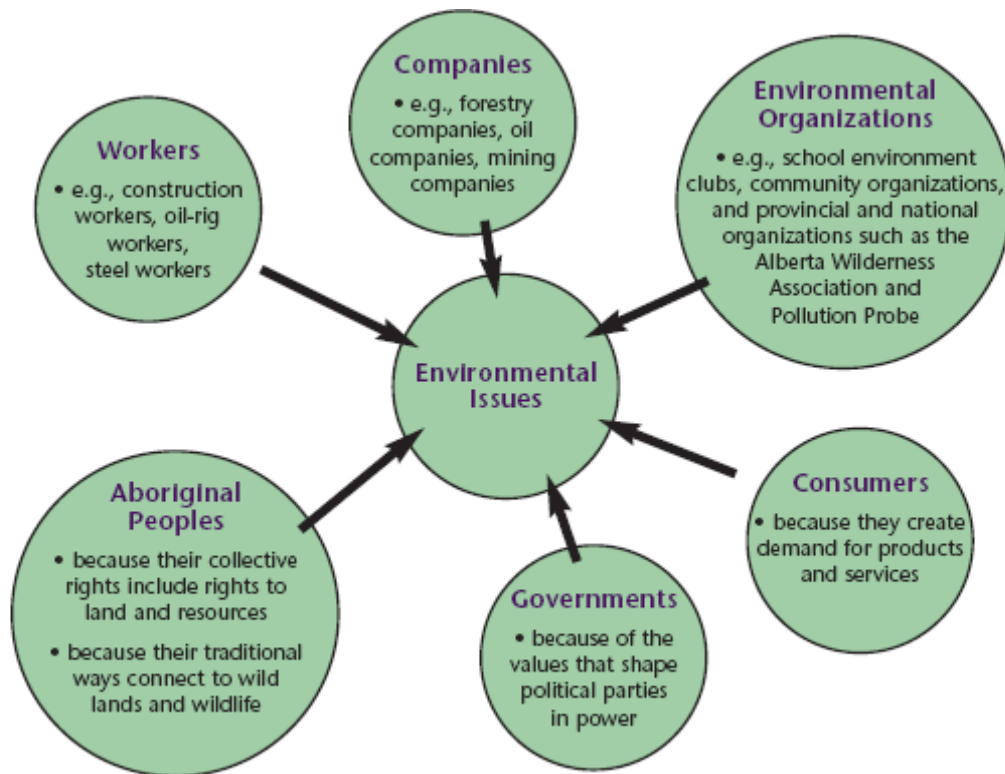 Companies
• e.g., forestry
companies, oil
companies, mining
companies
Environmental
Organizations
• e.g., school environment
clubs, community organizations,
and provincial and national
organizations such as the
Alberta Wilderness
Association and
Pollution Probe
Workers
• e.g., construction
workers, oil-rig
workers,
steel workers
Environmental
Issues
Aboriginal
Peoples
• because their collective
rights include rights to
land and resources
• because their traditional
ways connect to wild
lands and wildlife
Governments
• because of the
values that shape
political parties
in power
Consumers
• because they create
demand for products
and services